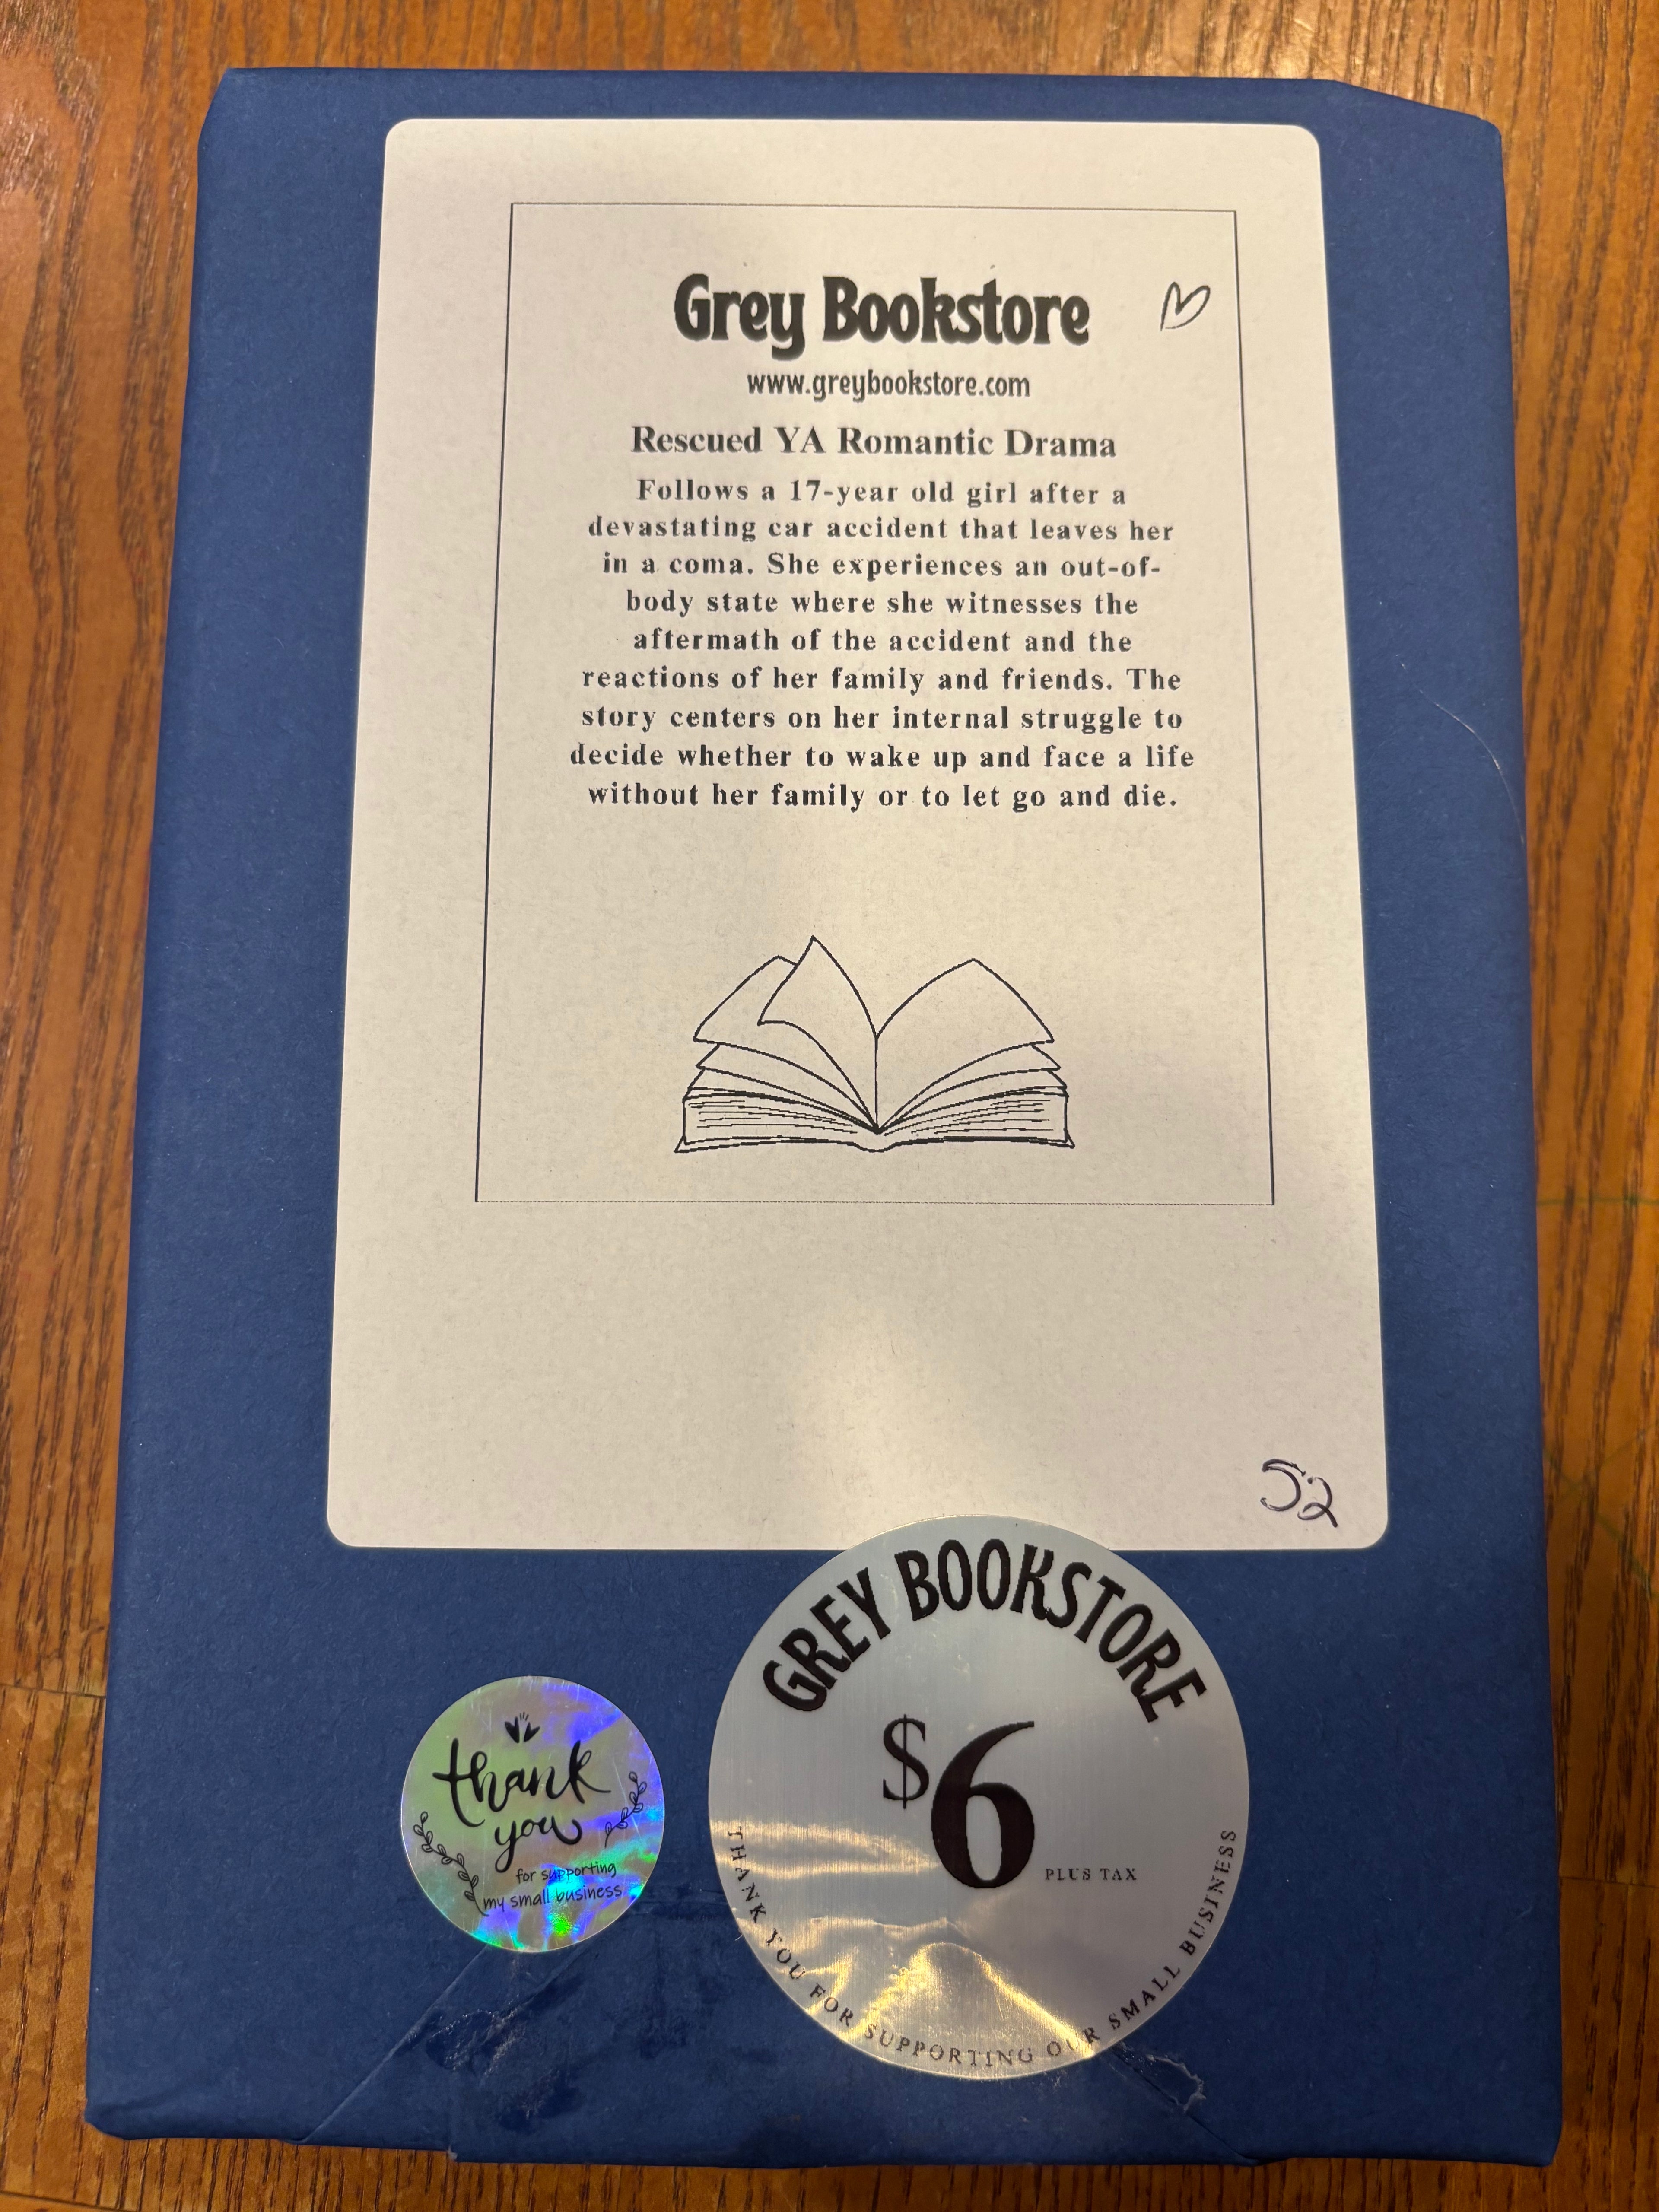 Grey Bookstore
www.greybookstore.com
Rescued YA Romantic Drama
Follows a 17-year old girl after a
devastating car accident that leaves her
in a coma. She experiences an out-of-
body state where she witnesses the
aftermath of the accident and the
reactions of her family and friends. The
story centers on her internal struggle to
decide whether to wake up and face a life
without her family or to let go and die.
52
thank
you
for supporting
my small business
GREY BOOKSTORE
$6
PLUS TAX
THANK YOU FOR SUPPORTING OUR SMALL BUSINESS